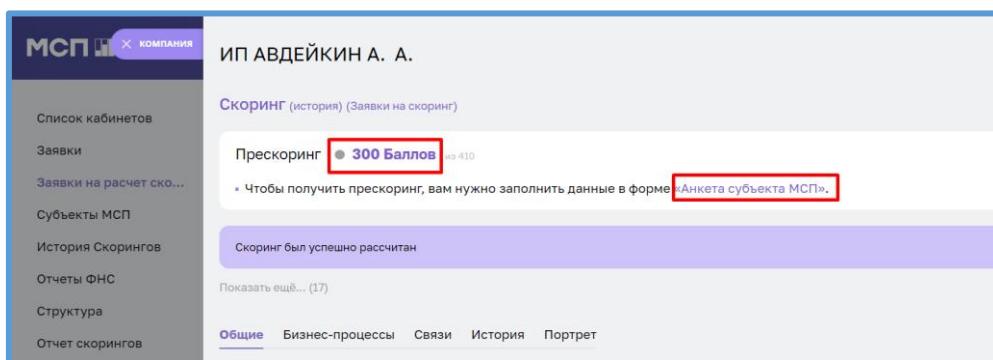 МСП
× КОМПАНИЯ
Список кабинетов
Заявки
Заявки на расчет ско...
Субъекты МСП
История Скорингов
Отчеты ФНС
Структура
Отчет скорингов
ИП АВДЕЙКИН А. А.
Скоринг (история) (Заявки на скоринг)
Прескоринг 300 Баллов из 410
Чтобы получить прескоринг, вам нужно заполнить данные в форме «Анкета субъекта МСП».
Скоринг был успешно рассчитан
Показать ещё... (17)
Общие Бизнес-процессы Связи История Портрет